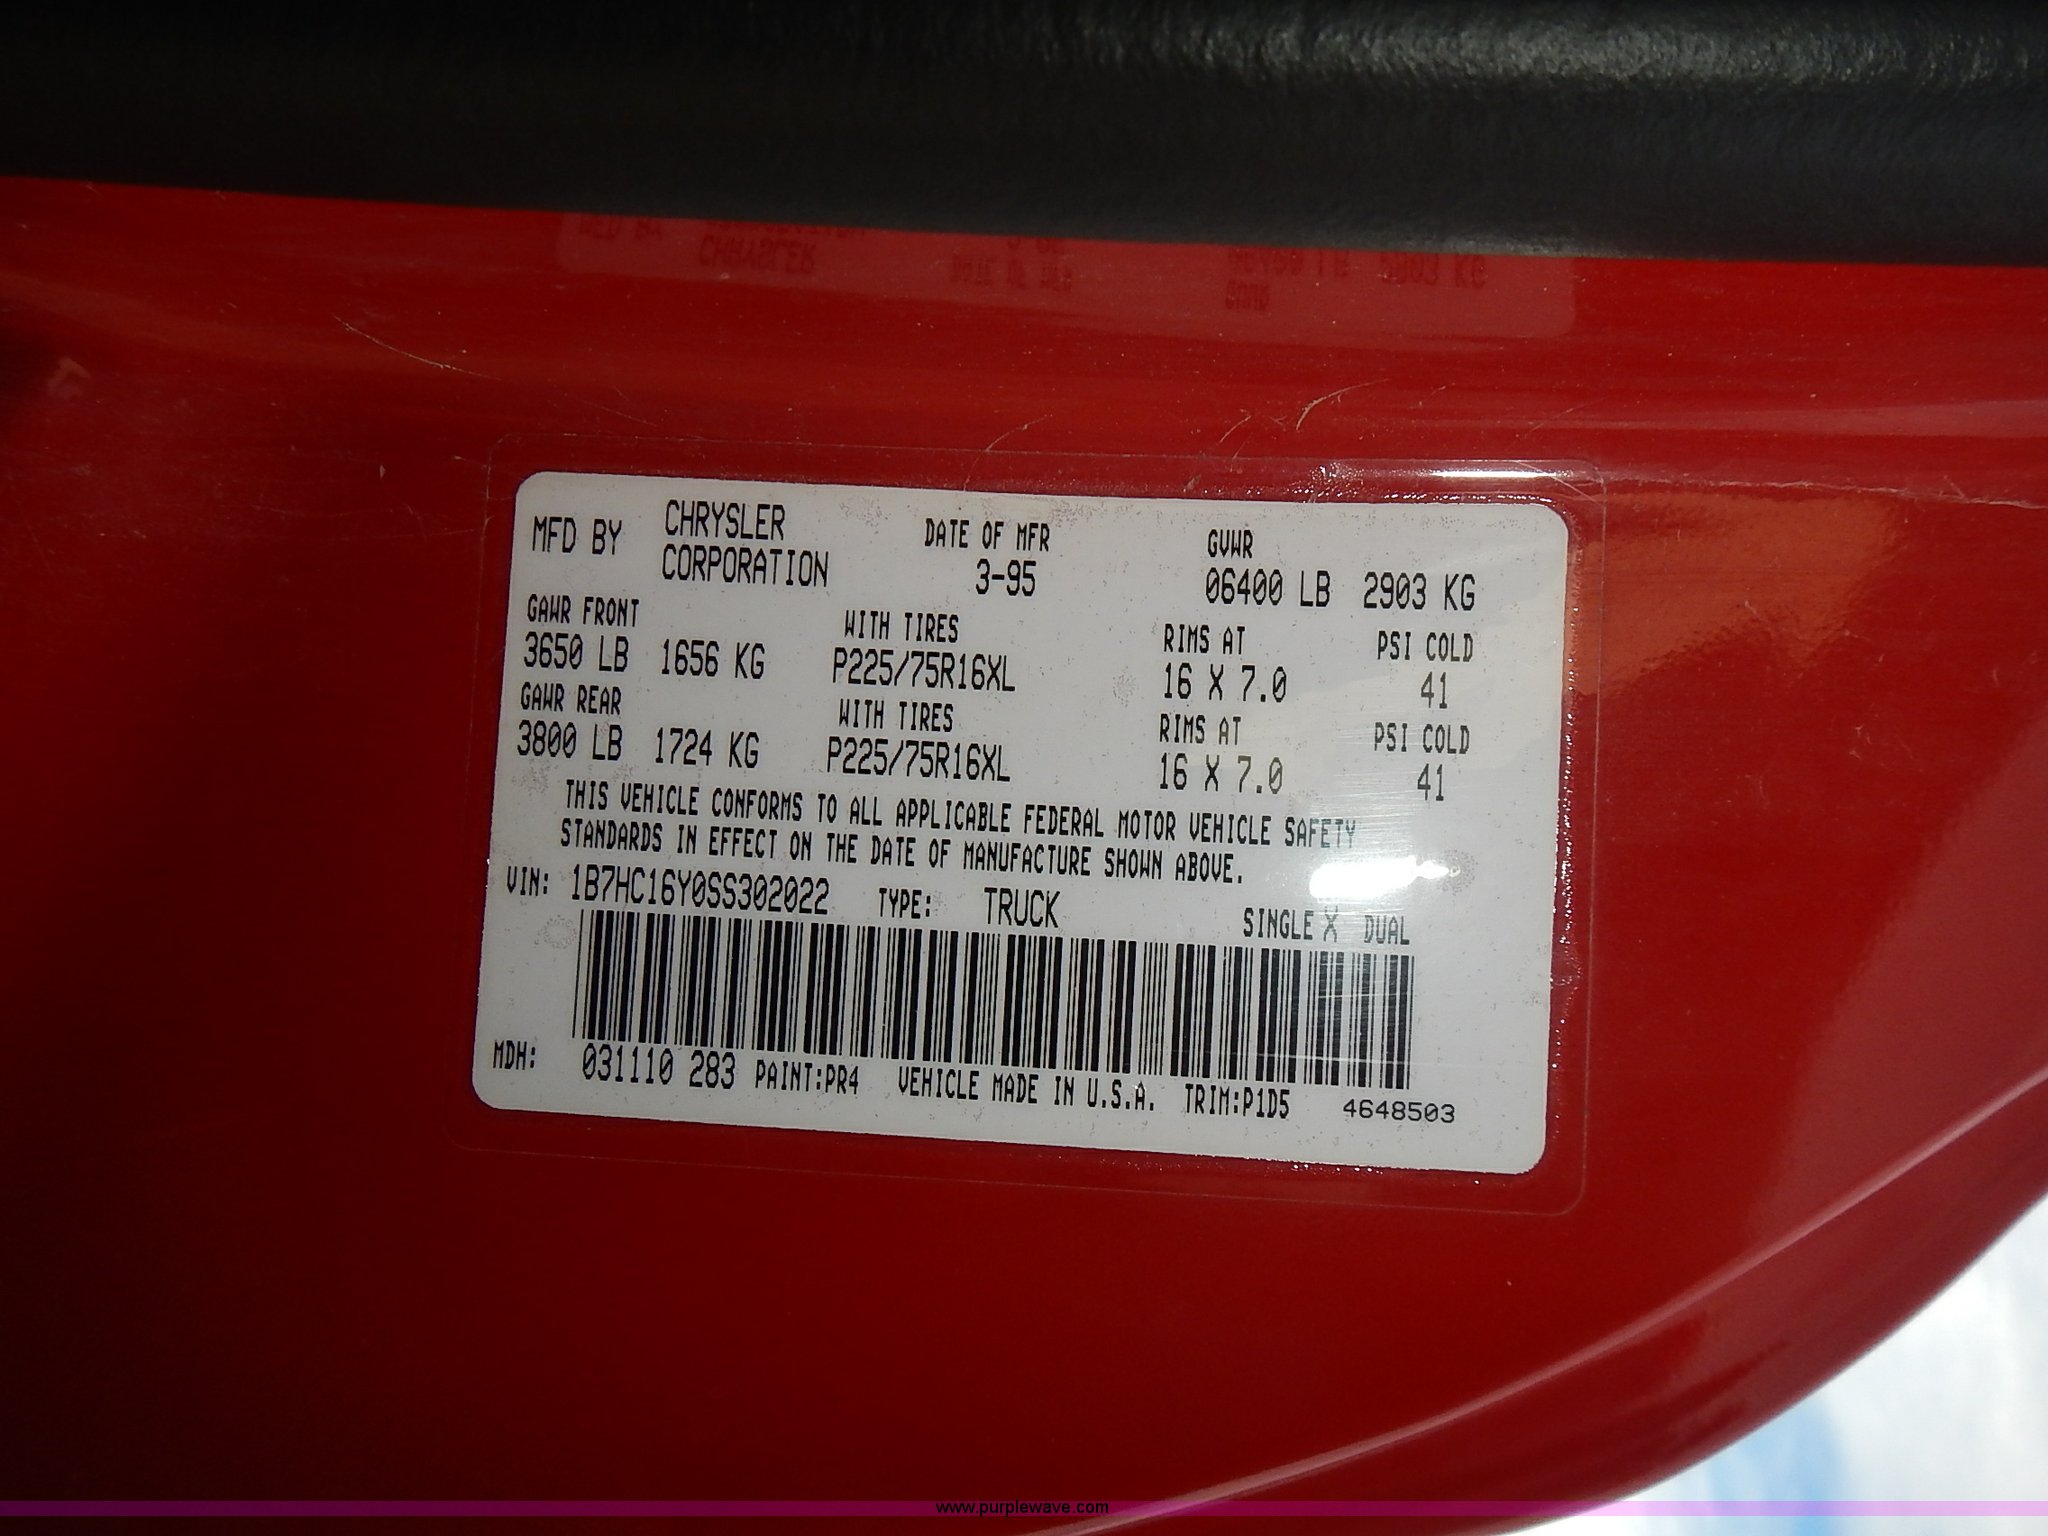 MFD BY CHRYSLER CORPORATION DATE OF MFR 3-95 GVWR 06400 LB 2903 KG
GAWR FRONT WITH TIRES RIMS AT PSI COLD
3650 LB 1656 KG P225/75R16XL 16 X 7.0 41
GAWR REAR WITH TIRES RIMS AT PSI COLD
3800 LB 1724 KG P225/75R16XL 16 X 7.0 41
THIS VEHICLE CONFORMS TO ALL APPLICABLE FEDERAL MOTOR VEHICLE SAFETY
STANDARDS IN EFFECT ON THE DATE OF MANUFACTURE SHOWN ABOVE.
VIN: 1B7HC16Y0SS302022 TYPE: TRUCK SINGLE X DUAL
MDH: 031110 283 PAINT:PR4 VEHICLE MADE IN U.S.A. TRIM:P1D5 4648503
www.purplewave.com